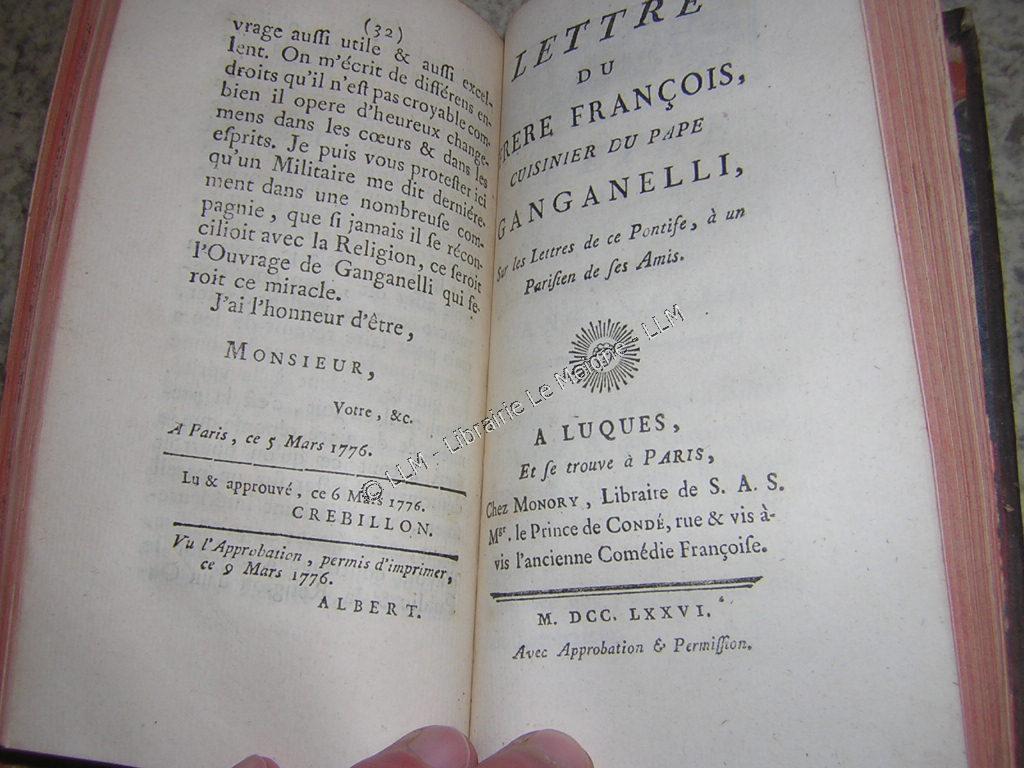 (32)
vrage auſſi utile & auſſi excel-
lent. On m'écrit de différens en-
droits qu'il n'eſt pas croyable com-
bien il opere d'heureux change-
mens dans les cœurs & dans les
eſprits. Je puis vous proteſter ici
qu'un Militaire me dit derniére-
ment dans une nombreuſe com-
pagnie, que ſi jamais il ſe récon-
cilioit avec la Religion, ce ſeroit
l'Ouvrage de Ganganelli qui fe-
roit ce miracle.
J'ai l'honneur d'être,
MONSIEUR,
Votre, &c.
A Paris, ce 5 Mars 1776.
Lu & approuvé, ce 6 Mars 1776.
CREBILLON.
Vu l'Approbation, permis d'imprimer,
ce 9 Mars 1776.
ALBERT.
LETTRE
DU
FRERE FRANÇOIS,
CUISINIER DU PAPE
GANGANELLI,
Sur les Lettres de ce Pontife, à un
Pariſien de ſes Amis.
A LUQUES,
Et ſe trouve à PARIS,
Chez MONORY, Libraire de S. A. S.
Mgr. le Prince de CONDÉ, rue & vis à-
vis l'ancienne Comédie Françoiſe.
M. DCC. LXXVI.
Avec Approbation & Permiſſion.
© LLM - Librairie Le Moione - LLM